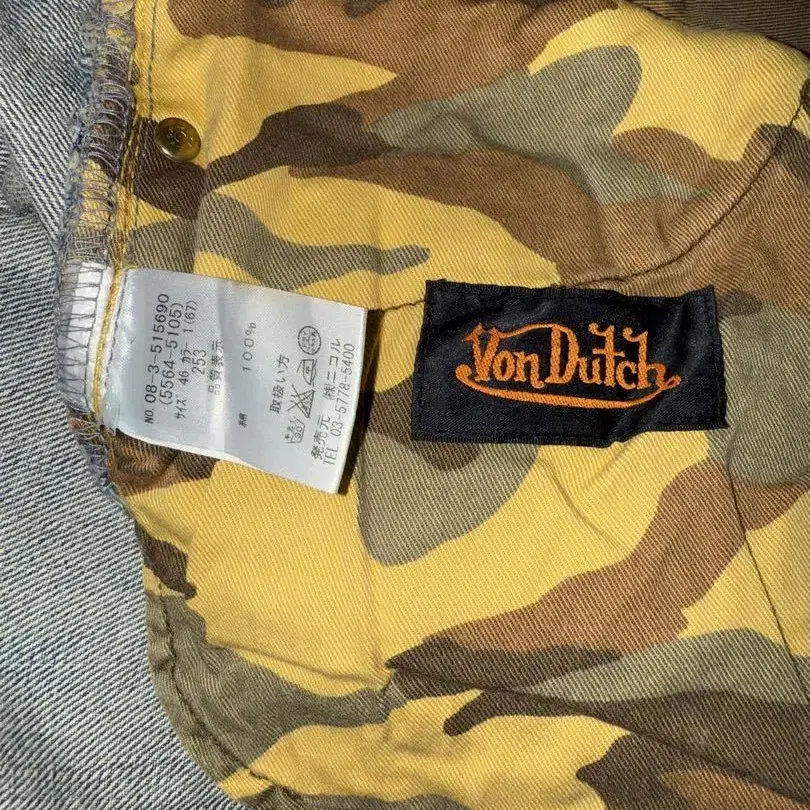 NO. 08-3-515690
(5564-5105)
サイズ 46 カラー 1(67)
253
品質表示
綿 100%
取扱い方
発売元 ㈱ニコル
TEL 03-5778-5400
Von Dutch